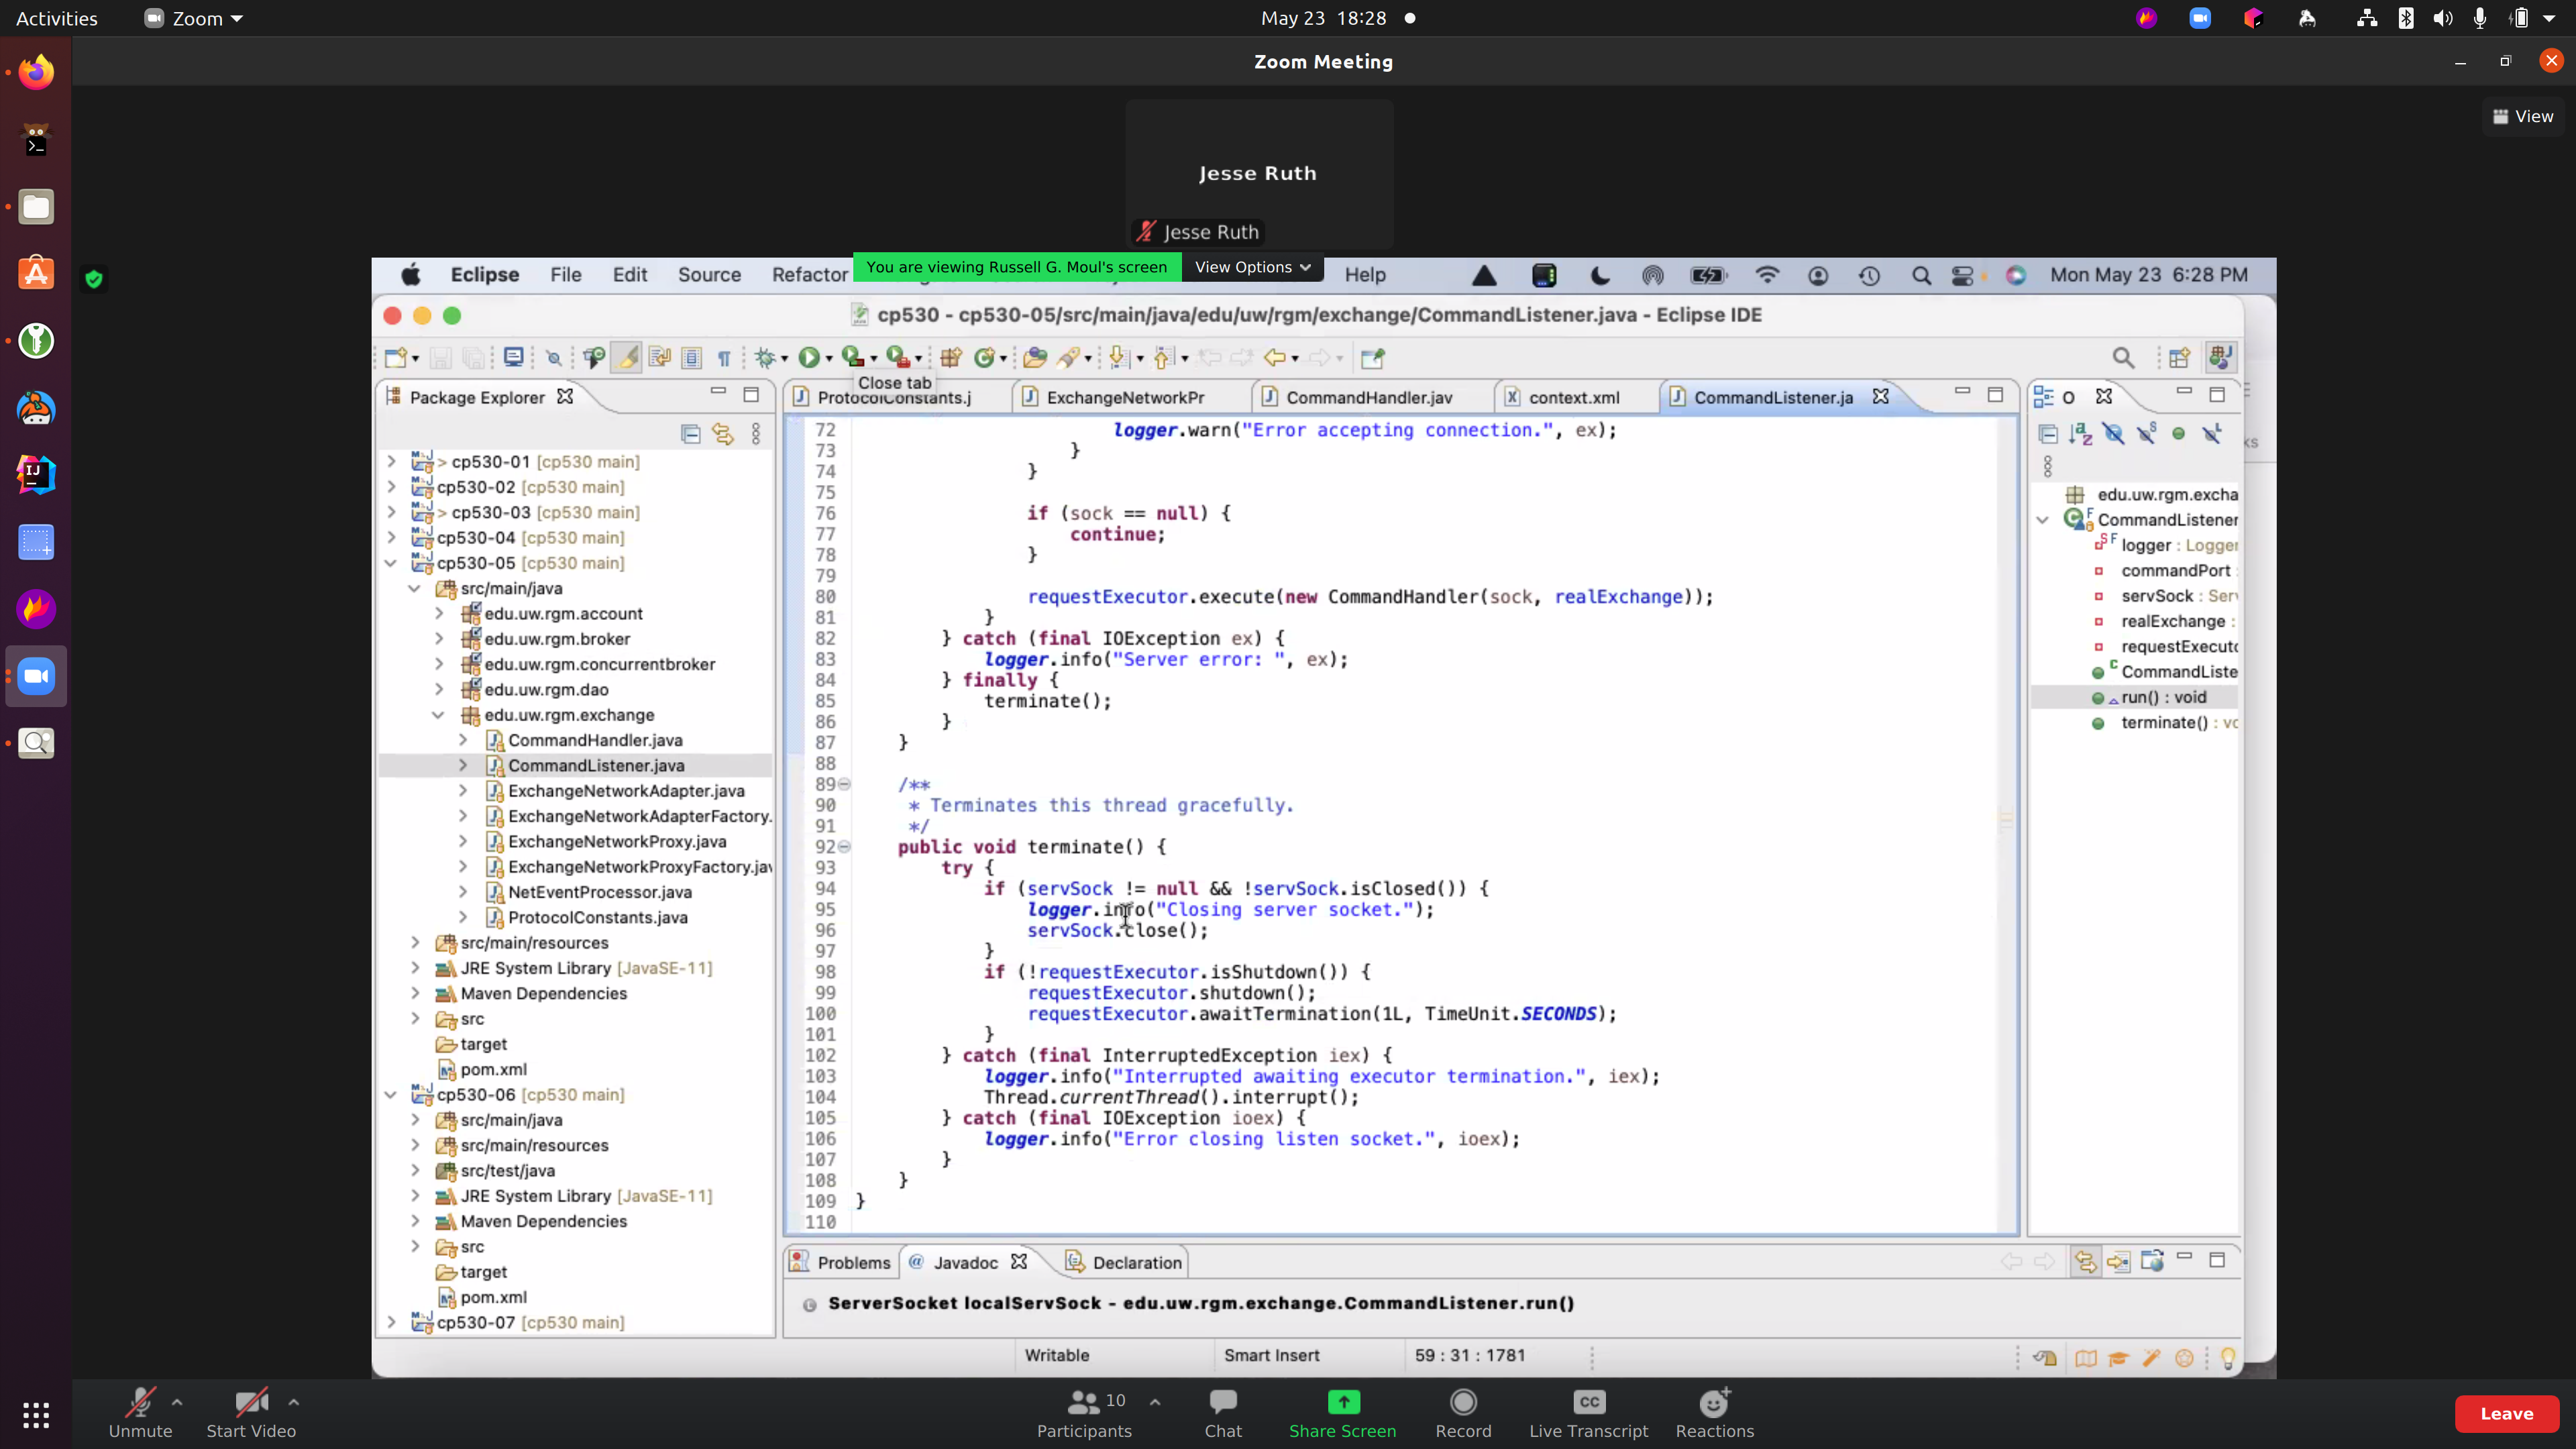 Activities
Zoom
May 23 18:28
Zoom Meeting
View
Jesse Ruth
Jesse Ruth
You are viewing Russell G. Moul's screen
View Options
Eclipse
File
Edit
Source
Refactor
Help
Mon May 23 6:28 PM
cp530 - cp530-05/src/main/java/edu/uw/rgm/exchange/CommandListener.java - Eclipse IDE
Close tab
Package Explorer
ProtocolConstants.j
ExchangeNetworkPr
CommandHandler.jav
context.xml
CommandListener.ja
O
> cp530-01 [cp530 main]
cp530-02 [cp530 main]
> cp530-03 [cp530 main]
cp530-04 [cp530 main]
cp530-05 [cp530 main]
src/main/java
edu.uw.rgm.account
edu.uw.rgm.broker
edu.uw.rgm.concurrentbroker
edu.uw.rgm.dao
edu.uw.rgm.exchange
CommandHandler.java
CommandListener.java
ExchangeNetworkAdapter.java
ExchangeNetworkAdapterFactory.
ExchangeNetworkProxy.java
ExchangeNetworkProxyFactory.jav
NetEventProcessor.java
ProtocolConstants.java
src/main/resources
JRE System Library [JavaSE-11]
Maven Dependencies
src
target
pom.xml
cp530-06 [cp530 main]
src/main/java
src/main/resources
src/test/java
JRE System Library [JavaSE-11]
Maven Dependencies
src
target
pom.xml
cp530-07 [cp530 main]
72 logger.warn("Error accepting connection.", ex);
73 }
74 }
75
76 if (sock == null) {
77 continue;
78 }
79
80 requestExecutor.execute(new CommandHandler(sock, realExchange));
81 }
82 } catch (final IOException ex) {
83 logger.info("Server error: ", ex);
84 } finally {
85 terminate();
86 }
87 }
88
89 /**
90 * Terminates this thread gracefully.
91 */
92 public void terminate() {
93 try {
94 if (servSock != null && !servSock.isClosed()) {
95 logger.info("Closing server socket.");
96 servSock.close();
97 }
98 if (!requestExecutor.isShutdown()) {
99 requestExecutor.shutdown();
100 requestExecutor.awaitTermination(1L, TimeUnit.SECONDS);
101 }
102 } catch (final InterruptedException iex) {
103 logger.info("Interrupted awaiting executor termination.", iex);
104 Thread.currentThread().interrupt();
105 } catch (final IOException ioex) {
106 logger.info("Error closing listen socket.", ioex);
107 }
108 }
109 }
110
edu.uw.rgm.excha
CommandListener
logger : Logger
commandPort :
servSock : Serv
realExchange :
requestExecuto
CommandListe
run() : void
terminate() : vo
Problems
@ Javadoc
Declaration
ServerSocket localServSock - edu.uw.rgm.exchange.CommandListener.run()
Writable
Smart Insert
59 : 31 : 1781
Unmute
Start Video
10
Participants
Chat
Share Screen
Record
CC
Live Transcript
Reactions
Leave